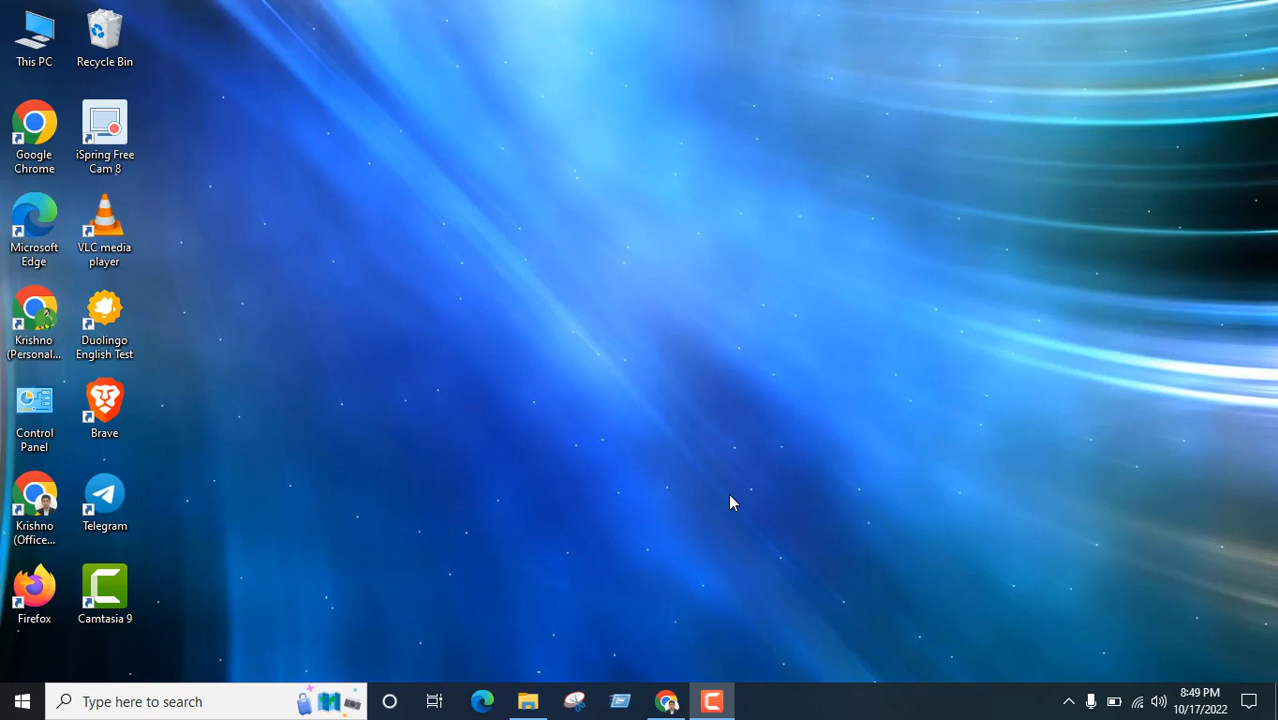 This PC
Recycle Bin
Google
Chrome
iSpring Free
Cam 8
Microsoft
Edge
VLC media
player
Krishno
(Personal...
Duolingo
English Test
Control
Panel
Brave
Krishno
(Office...
Telegram
Firefox
Camtasia 9
Type here to search
8:49 PM
10/17/2022